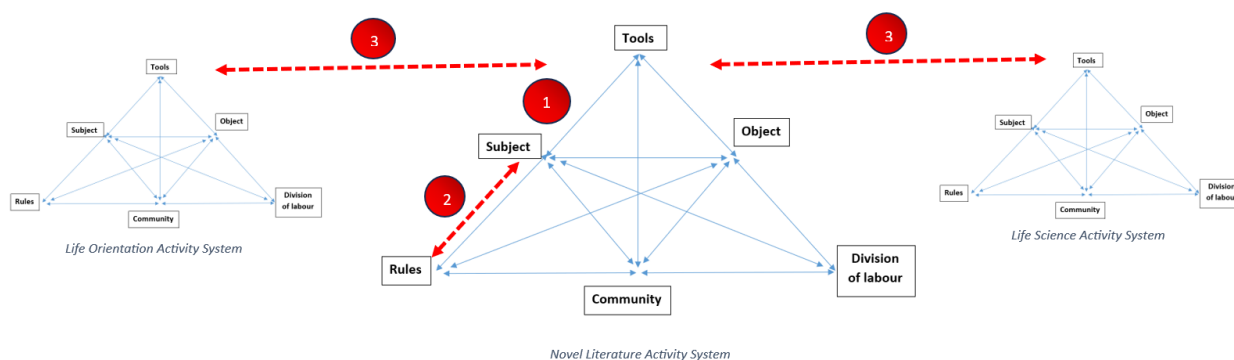 3
3
Tools
1
Object
Subject
2
Rules
Community
Division
of labour
Novel Literature Activity System
Tools
Subject
Object
Rules
Community
Division
of labour
Life Orientation Activity System
Tools
Subject
Object
Rules
Community
Division
of labour
Life Science Activity System